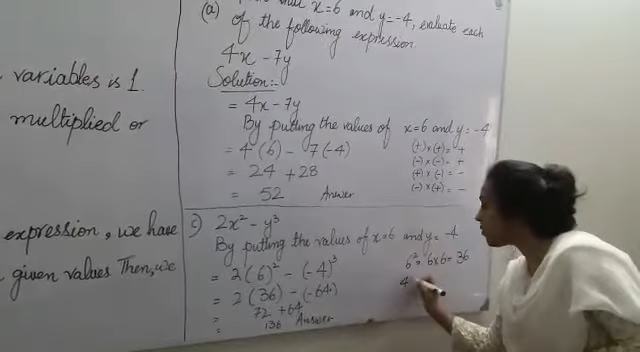 variables is 1.
multiplied or
expression, we have
given values Then, we
(a)
that x=6 and y=-4, evaluate each
of the following expression.
4x - 7y
Solution:-
= 4x - 7y
By putting the values of x=6 and y=-4
= 4(6) - 7(-4)
= 24 + 28
= 52 Answer
(+)×(+)= +
(-)×(-)= +
(+)×(-)= -
(-)×(+)= -
c) 2x² - y³
By putting the values of x=6 and y=-4
= 2(6)² - (-4)³
= 2(36) - (-64)
= 72 + 64
= 136 Answer
6² = 6×6 = 36
4